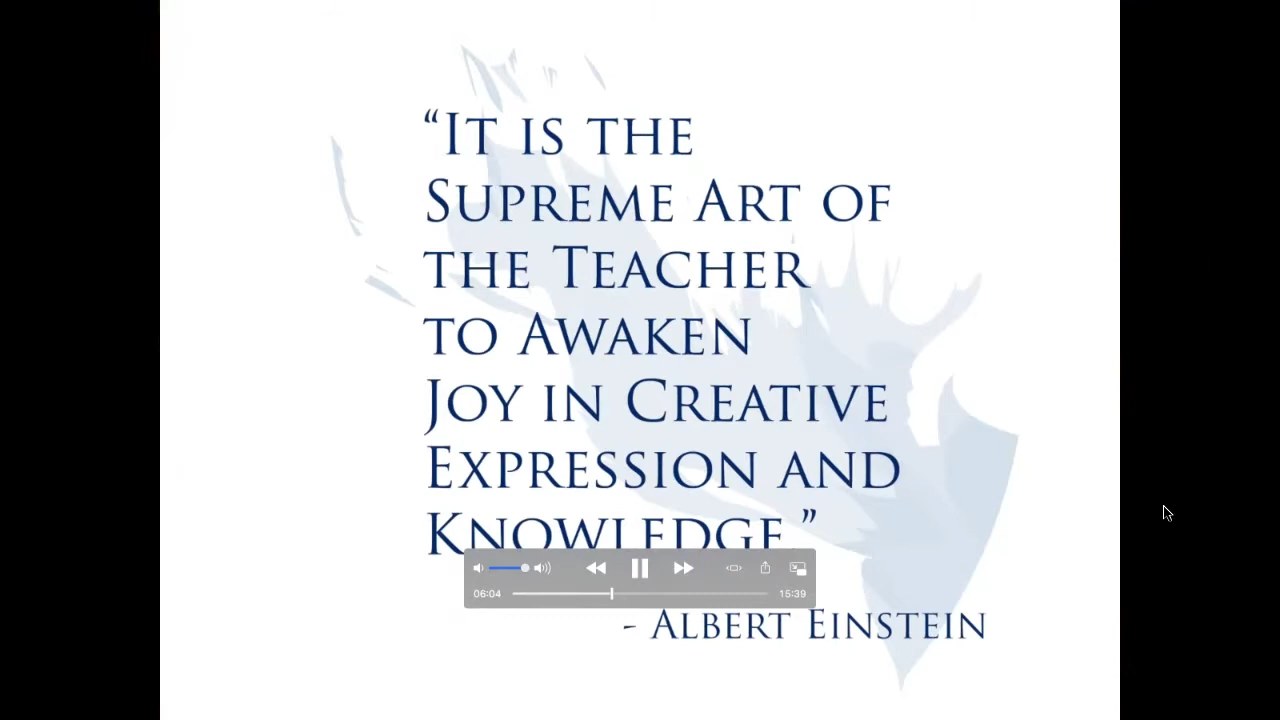 “It is the
Supreme Art of
the Teacher
to Awaken
Joy in Creative
Expression and
Knowledge.”
06:04
15:39
- Albert Einstein